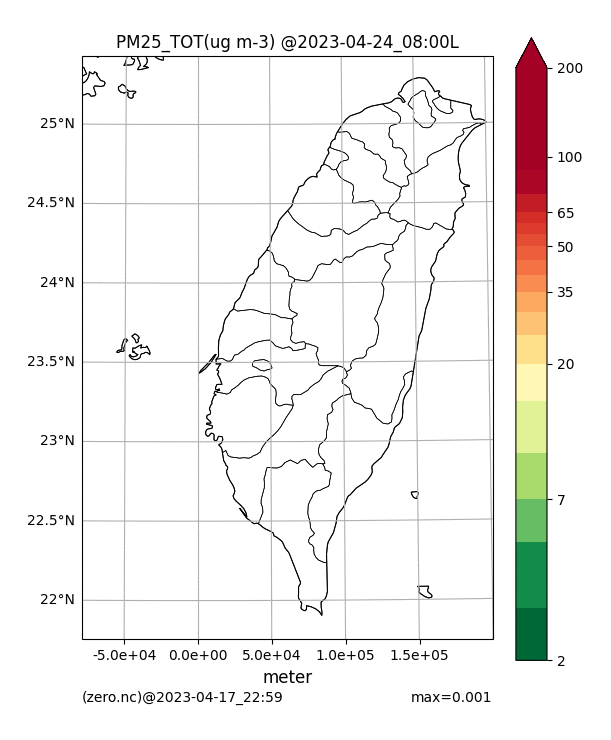 PM25_TOT(ug m-3) @2023-04-24_08:00L
200
25°N
100
24.5°N
65
50
24°N
35
23.5°N
20
23°N
7
22.5°N
22°N
2
-5.0e+04 0.0e+00 5.0e+04 1.0e+05 1.5e+05
meter
(zero.nc)@2023-04-17_22:59 max=0.001